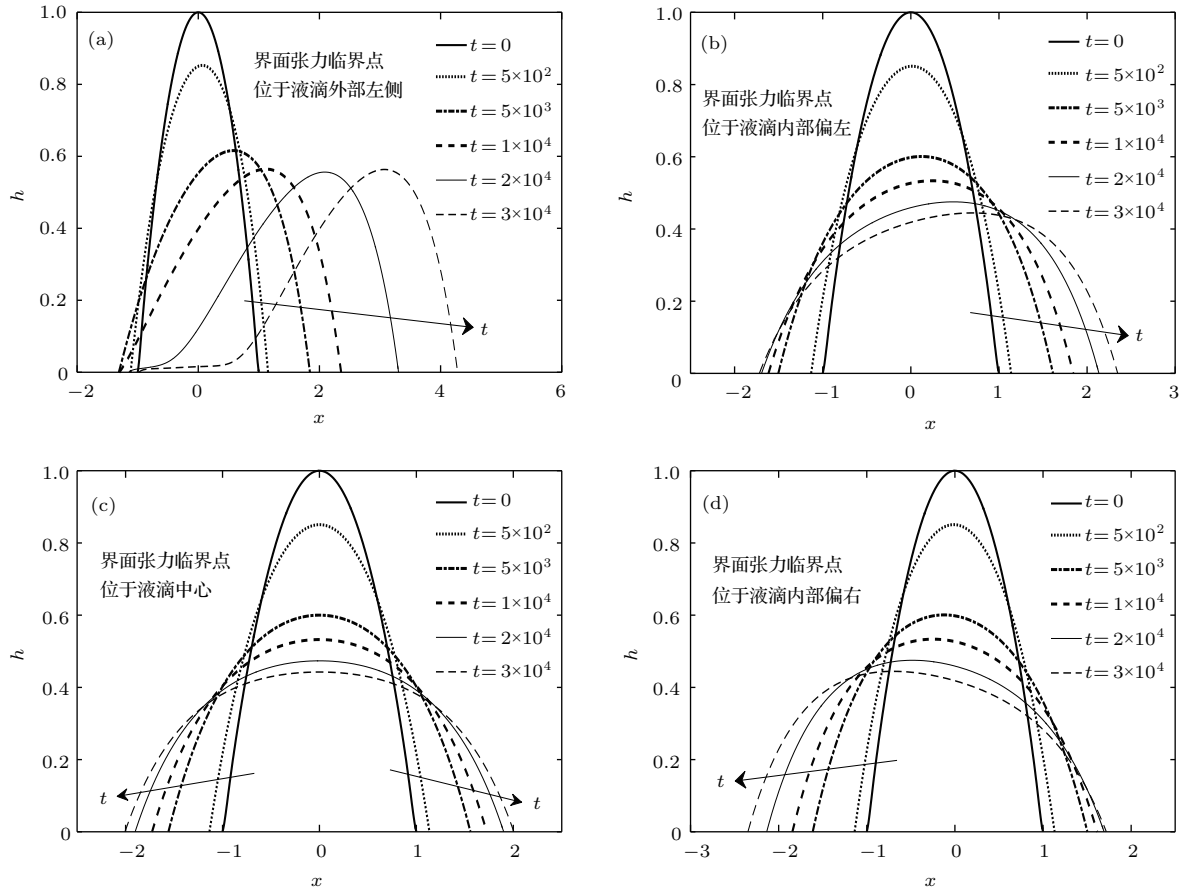 (a)
界面张力临界点
位于液滴外部左侧
t=0
t=5×10²
t=5×10³
t=1×10⁴
t=2×10⁴
t=3×10⁴
1.0
0.8
0.6
0.4
0.2
0
h
t
−2
0
2
4
6
x
(b)
界面张力临界点
位于液滴内部偏左
t=0
t=5×10²
t=5×10³
t=1×10⁴
t=2×10⁴
t=3×10⁴
1.0
0.8
0.6
0.4
0.2
0
h
t
−2
−1
0
1
2
3
x
(c)
界面张力临界点
位于液滴中心
t=0
t=5×10²
t=5×10³
t=1×10⁴
t=2×10⁴
t=3×10⁴
1.0
0.8
0.6
0.4
0.2
0
h
t
t
−2
−1
0
1
2
x
(d)
界面张力临界点
位于液滴内部偏右
t=0
t=5×10²
t=5×10³
t=1×10⁴
t=2×10⁴
t=3×10⁴
1.0
0.8
0.6
0.4
0.2
0
h
t
−3
−2
−1
0
1
2
x